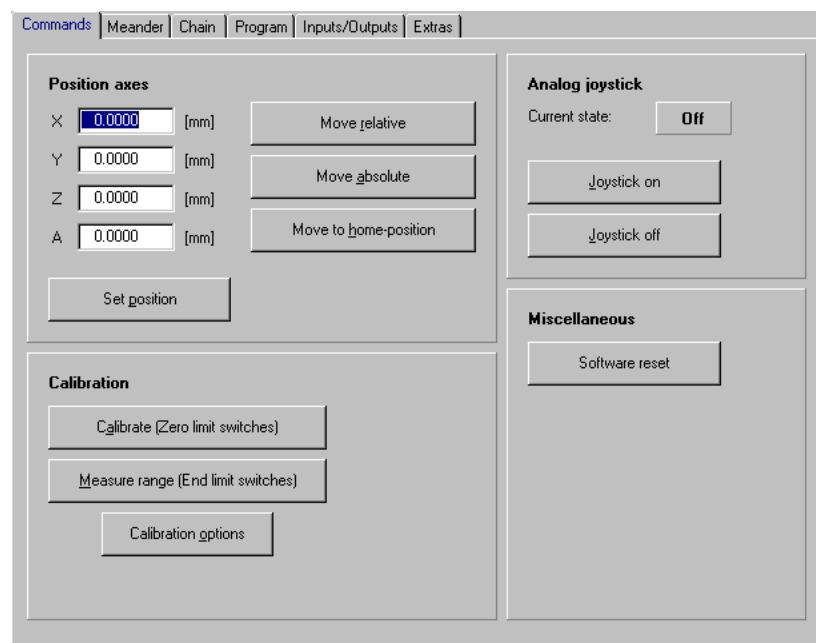 Commands Meander Chain Program Inputs/Outputs Extras
Position axes
X 0.0000 [mm]
Y 0.0000 [mm]
Z 0.0000 [mm]
A 0.0000 [mm]
Move relative
Move absolute
Move to home-position
Set position
Calibration
Calibrate (Zero limit switches)
Measure range (End limit switches)
Calibration options
Analog joystick
Current state: Off
Joystick on
Joystick off
Miscellaneous
Software reset